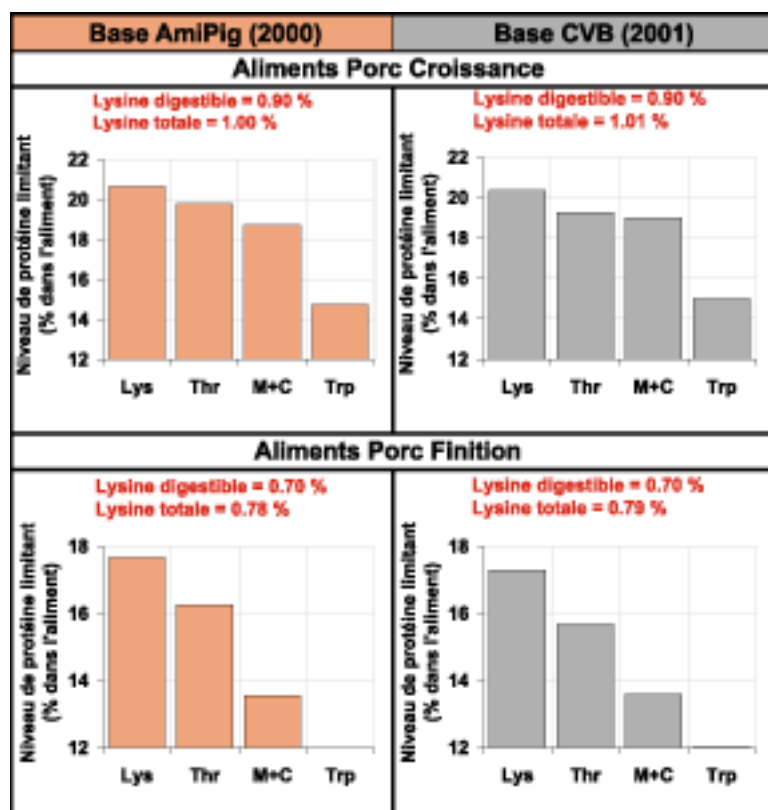 Base AmiPig (2000)
Base CVB (2001)
Aliments Porc Croissance
Lysine digestible = 0.90 %
Lysine totale = 1.00 %
Niveau de protéine limitant
(% dans l'aliment)
22
20
18
16
14
12
Lys Thr M+C Trp
Lysine digestible = 0.90 %
Lysine totale = 1.01 %
Niveau de protéine limitant
(% dans l'aliment)
22
20
18
16
14
12
Lys Thr M+C Trp
Aliments Porc Finition
Lysine digestible = 0.70 %
Lysine totale = 0.78 %
Niveau de protéine limitant
(% dans l'aliment)
18
16
14
12
Lys Thr M+C Trp
Lysine digestible = 0.70 %
Lysine totale = 0.79 %
Niveau de protéine limitant
(% dans l'aliment)
18
16
14
12
Lys Thr M+C Trp